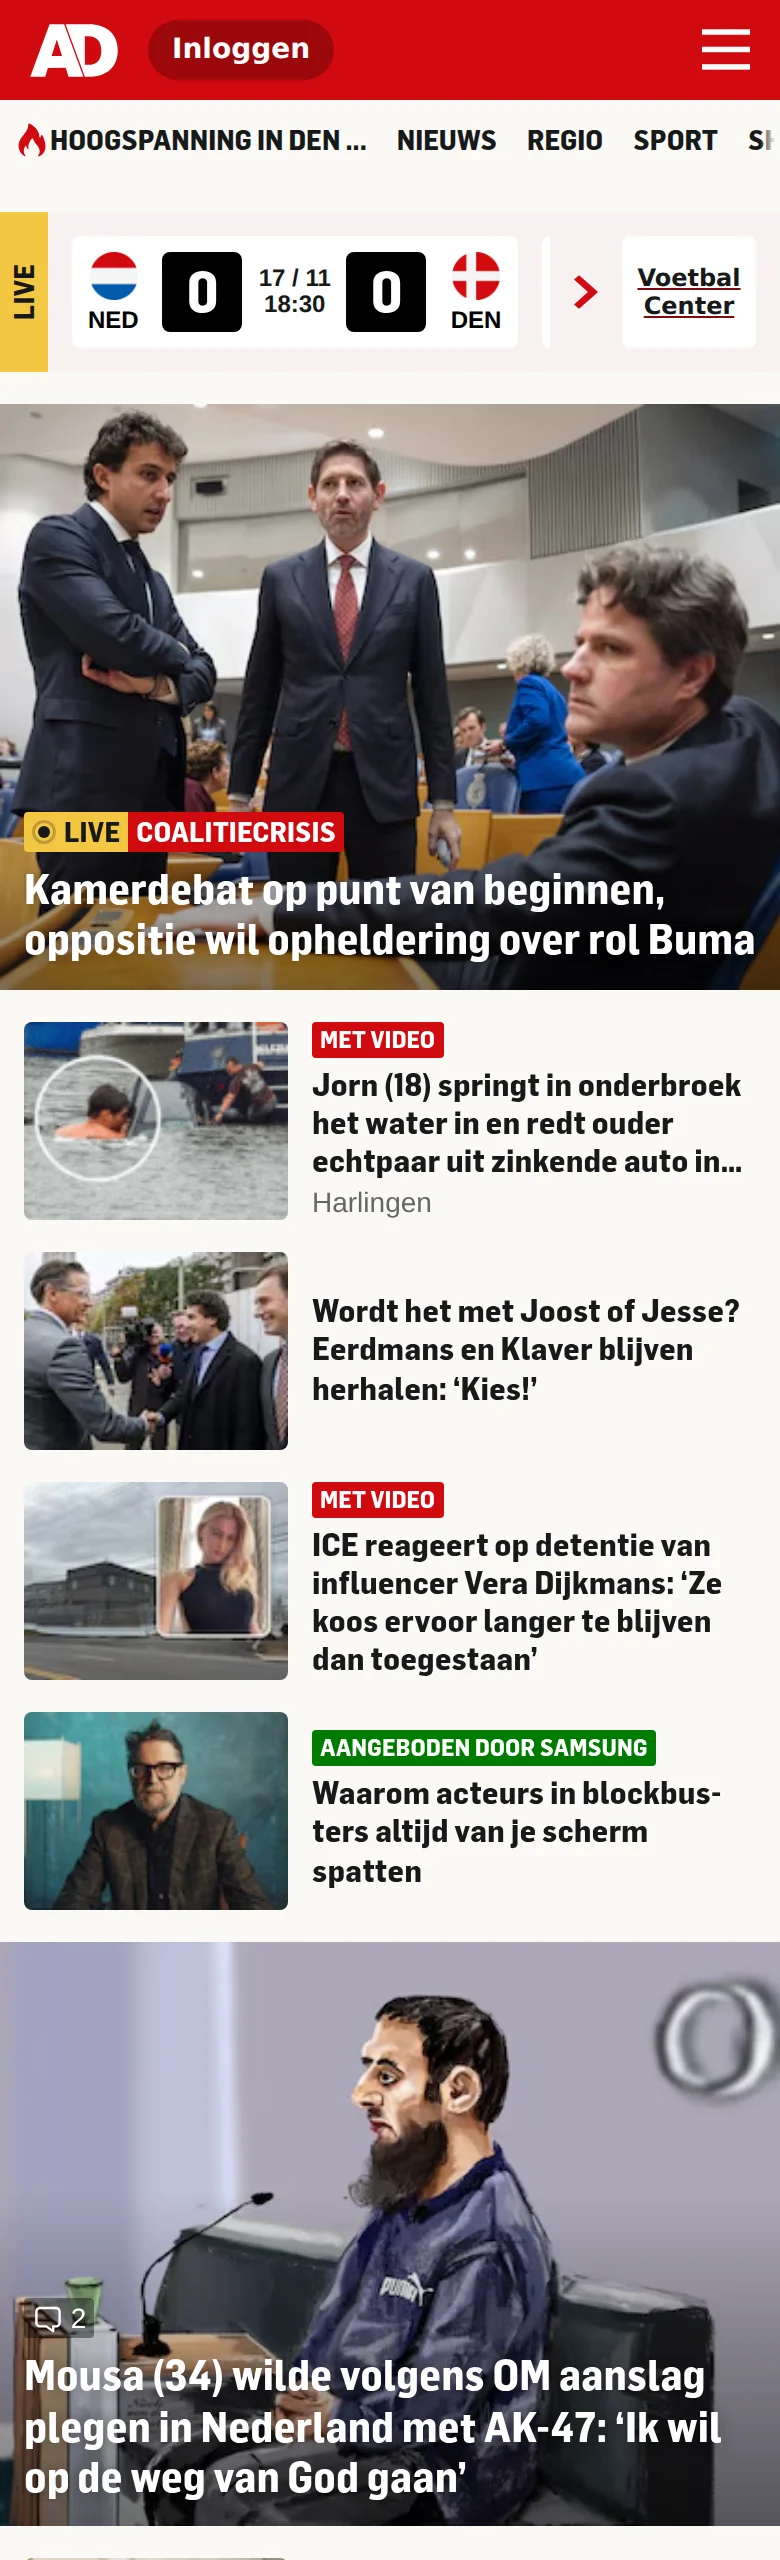 AD Inloggen
HOOGSPANNING IN DEN ... NIEUWS REGIO SPORT
LIVE
NED 0 17 / 11 0 DEN
18:30
Voetbal
Center
LIVE COALITIECRISIS
Kamerdebat op punt van beginnen,
oppositie wil opheldering over rol Buma
MET VIDEO
Jorn (18) springt in onderbroek
het water in en redt ouder
echtpaar uit zinkende auto in...
Harlingen
Wordt het met Joost of Jesse?
Eerdmans en Klaver blijven
herhalen: ‘Kies!’
MET VIDEO
ICE reageert op detentie van
influencer Vera Dijkmans: ‘Ze
koos ervoor langer te blijven
dan toegestaan’
AANGEBODEN DOOR SAMSUNG
Waarom acteurs in blockbus-
ters altijd van je scherm
spatten
PUMA
2
Mousa (34) wilde volgens OM aanslag
plegen in Nederland met AK-47: ‘Ik wil
op de weg van God gaan’